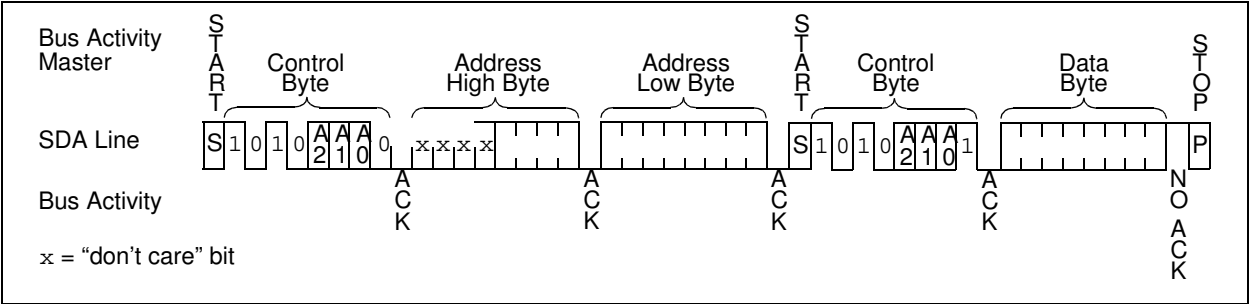 Bus Activity
Master
START
Control
Byte
Address
High Byte
Address
Low Byte
START
Control
Byte
Data
Byte
STOP
SDA Line
S 1 0 1 0 A2 A1 A0 0 x x x x S 1 0 1 0 A2 A1 A0 1 P
Bus Activity
ACK
ACK
ACK
ACK
NO ACK
x = “don’t care” bit